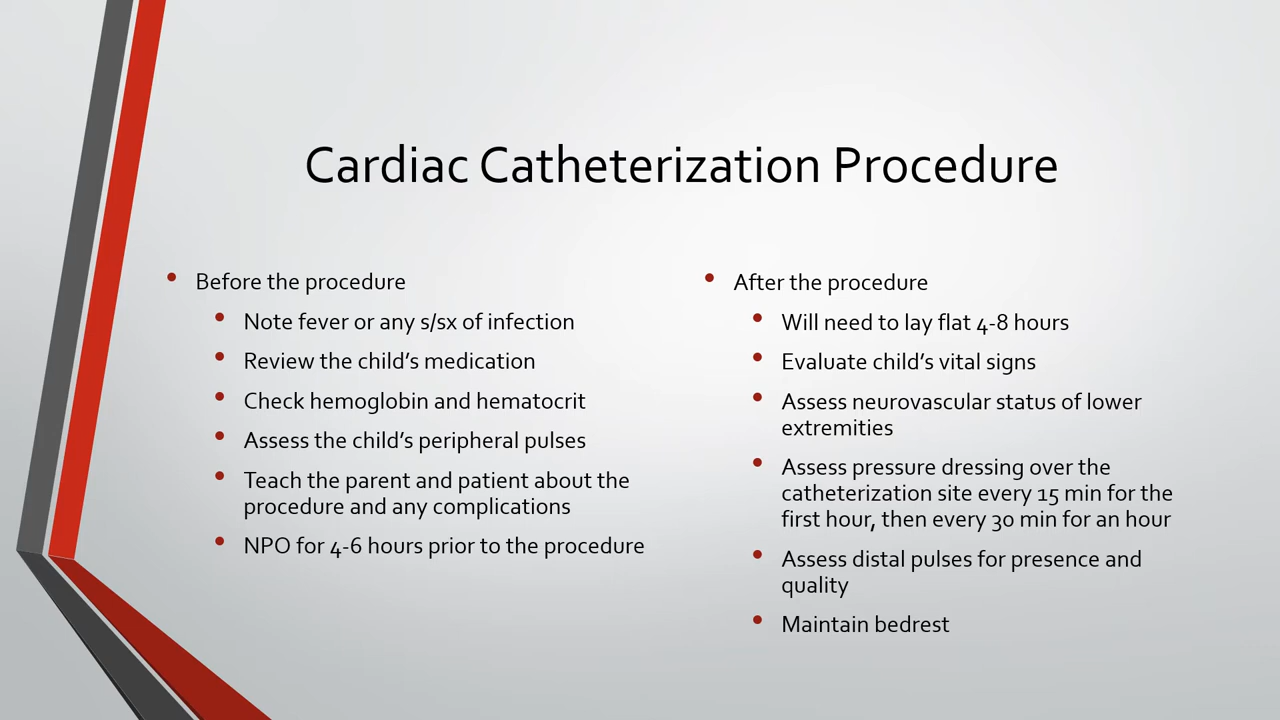 Cardiac Catheterization Procedure
Before the procedure
Note fever or any s/sx of infection
Review the child's medication
Check hemoglobin and hematocrit
Assess the child's peripheral pulses
Teach the parent and patient about the
procedure and any complications
NPO for 4-6 hours prior to the procedure
After the procedure
Will need to lay flat 4-8 hours
Evaluate child's vital signs
Assess neurovascular status of lower
extremities
Assess pressure dressing over the
catheterization site every 15 min for the
first hour, then every 30 min for an hour
Assess distal pulses for presence and
quality
Maintain bedrest